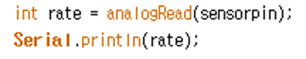 int rate = analogRead(sensorpin);
Serial.println(rate);